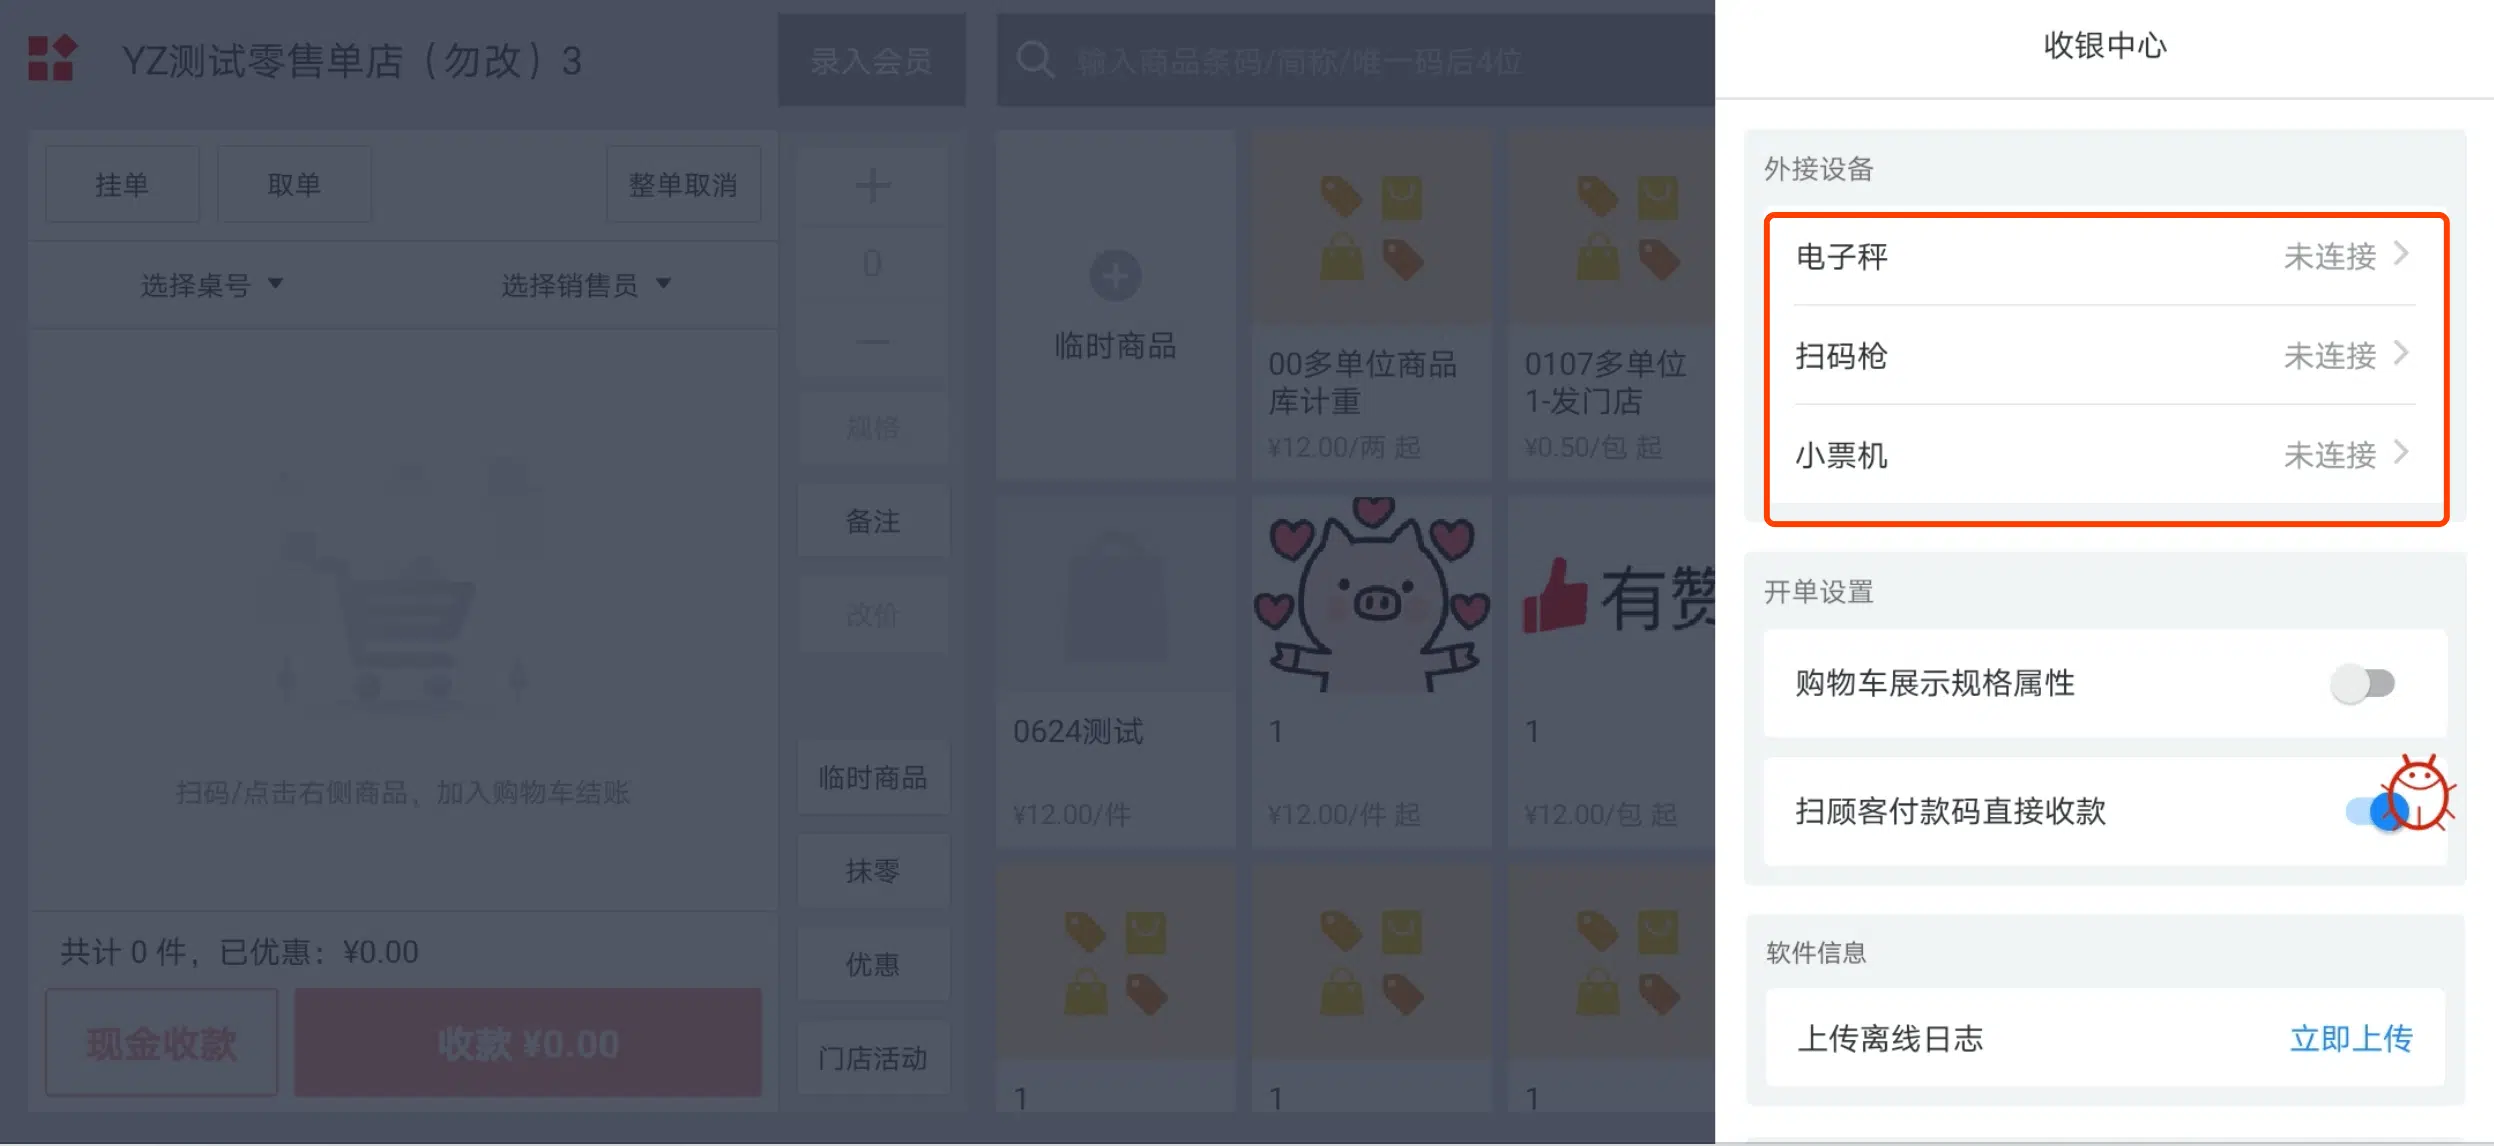 YZ测试零售单店（勿改）3
录入会员
输入商品条码/简称/唯一码后4位
挂单
取单
整单取消
选择桌号
选择销售员
扫码/点击右侧商品，加入购物车结账
共计 0 件，已优惠：¥0.00
现金收款
收款 ¥0.00
0
规格
备注
改价
临时商品
抹零
优惠
门店活动
临时商品
00多单位商品
库计重
¥12.00/两 起
0107多单位
1-发门店
¥0.50/包 起
0624测试
¥12.00/件
1
¥12.00/件 起
有赞
1
¥12.00/包 起
1
1
1
收银中心
外接设备
电子秤
未连接
扫码枪
未连接
小票机
未连接
开单设置
购物车展示规格属性
扫顾客付款码直接收款
软件信息
上传离线日志
立即上传